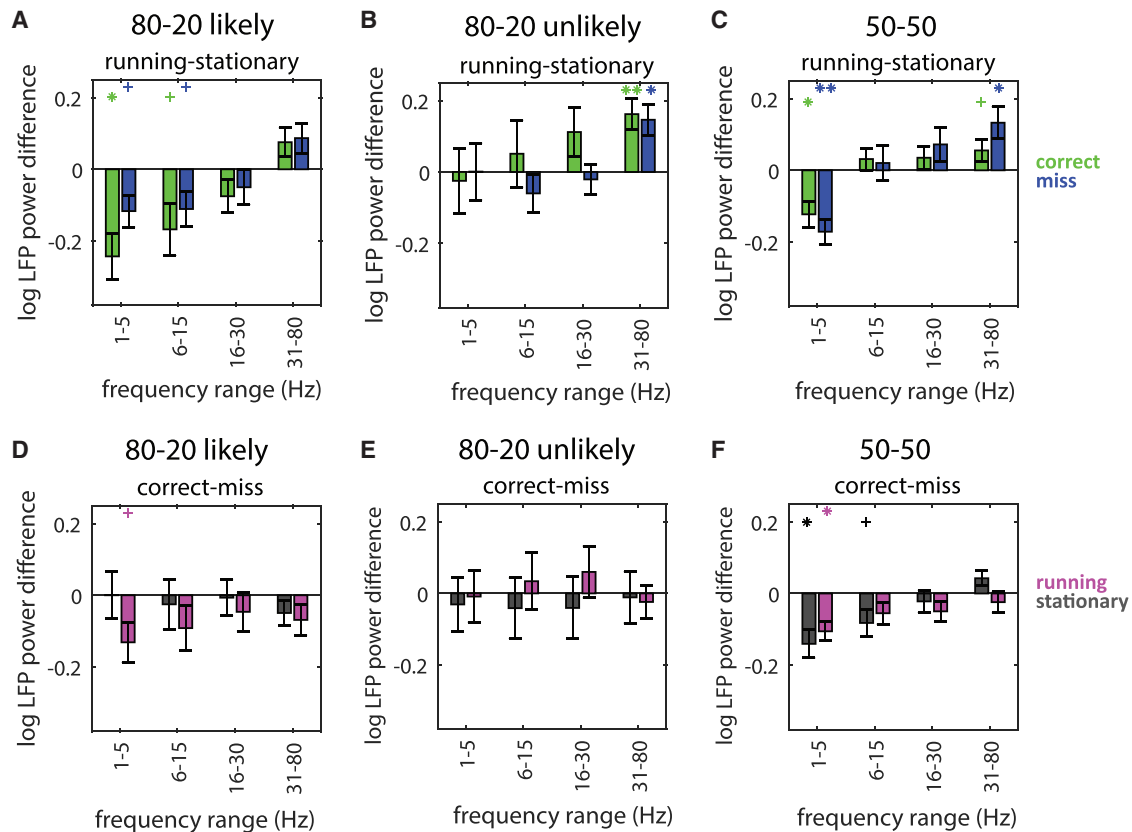 A
80-20 likely
running-stationary
log LFP power difference
0.2
0
-0.2
+
*
+
+
1-5
6-15
16-30
31-80
frequency range (Hz)
B
80-20 unlikely
running-stationary
log LFP power difference
0.2
0
-0.2
**
*
1-5
6-15
16-30
31-80
frequency range (Hz)
C
50-50
running-stationary
log LFP power difference
0.2
0
-0.2
*
**
+
*
1-5
6-15
16-30
31-80
frequency range (Hz)
correct
miss
D
80-20 likely
correct-miss
log LFP power difference
0.2
0
-0.2
+
1-5
6-15
16-30
31-80
frequency range (Hz)
E
80-20 unlikely
correct-miss
log LFP power difference
0.2
0
-0.2
1-5
6-15
16-30
31-80
frequency range (Hz)
F
50-50
correct-miss
log LFP power difference
0.2
0
-0.2
*
*
+
1-5
6-15
16-30
31-80
frequency range (Hz)
running
stationary